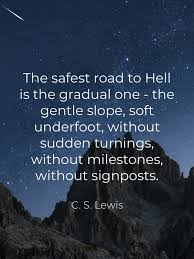 The safest road to Hell
is the gradual one - the
gentle slope, soft
underfoot, without
sudden turnings,
without milestones,
without signposts.
C. S. Lewis